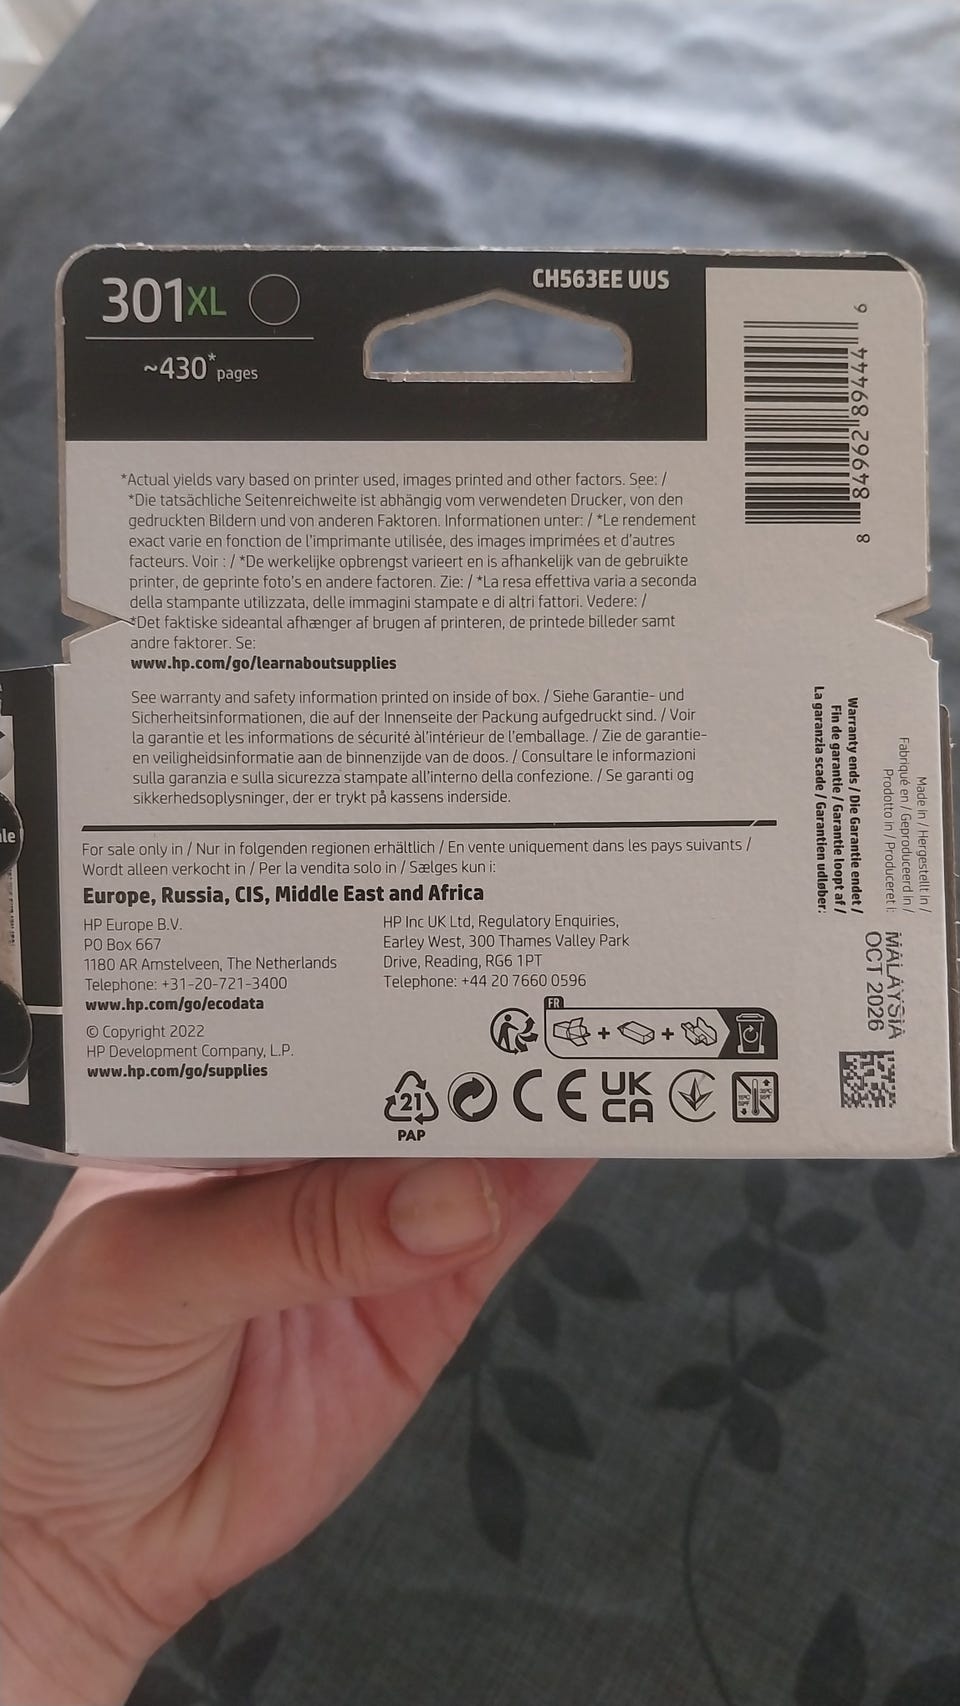 301XL
~430* pages
CH563EE UUS
9 44468 29648 8
*Actual yields vary based on printer used, images printed and other factors. See: /
*Die tatsächliche Seitenreichweite ist abhängig vom verwendeten Drucker, von den
gedruckten Bildern und von anderen Faktoren. Informationen unter: / *Le rendement
exact varie en fonction de l'imprimante utilisée, des images imprimées et d'autres
facteurs. Voir : / *De werkelijke opbrengst varieert en is afhankelijk van de gebruikte
printer, de geprinte foto's en andere factoren. Zie: / *La resa effettiva varia a seconda
della stampante utilizzata, delle immagini stampate e di altri fattori. Vedere: /
*Det faktiske sideantal afhænger af brugen af printeren, de printede billeder samt
andre faktorer. Se:
www.hp.com/go/learnaboutsupplies
See warranty and safety information printed on inside of box. / Siehe Garantie- und
Sicherheitsinformationen, die auf der Innenseite der Packung aufgedruckt sind. / Voir
la garantie et les informations de sécurité àl'intérieur de l'emballage. / Zie de garantie-
en veiligheidsinformatie aan de binnenzijde van de doos. / Consultare le informazioni
sulla garanzia e sulla sicurezza stampate all'interno della confezione. / Se garanti og
sikkerhedsoplysninger, der er trykt på kassens inderside.
Made in / Hergestellt in /
Fabriqué en / Geproduceerd in /
Prodotto in / Produceret i:
MALAYSIA
Warranty ends / Die Garantie endet /
Fin de garantie / Garantie loopt af /
La garanzia scade / Garantien udløber:
OCT 2026
For sale only in / Nur in folgenden regionen erhältlich / En vente uniquement dans les pays suivants /
Wordt alleen verkocht in / Per la vendita solo in / Sælges kun i:
Europe, Russia, CIS, Middle East and Africa
HP Europe B.V.
PO Box 667
1180 AR Amstelveen, The Netherlands
Telephone: +31-20-721-3400
www.hp.com/go/ecodata
© Copyright 2022
HP Development Company, L.P.
www.hp.com/go/supplies
HP Inc UK Ltd, Regulatory Enquiries,
Earley West, 300 Thames Valley Park
Drive, Reading, RG6 1PT
Telephone: +44 20 7660 0596
FR
+ +
21
PAP
CE
UK
CA